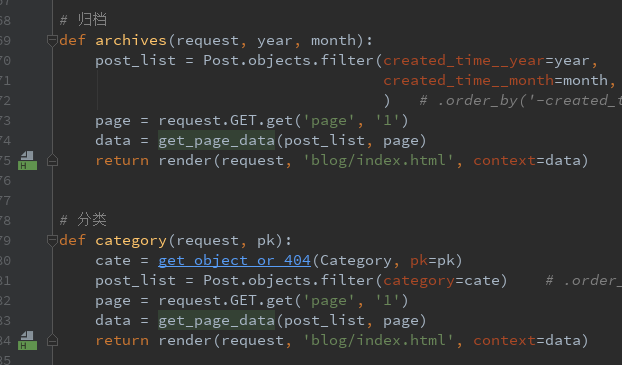 # 归档
69 def archives(request, year, month):
70 post_list = Post.objects.filter(created_time__year=year,
71 created_time__month=month,
72 ) # .order_by('-created_t
73 page = request.GET.get('page', '1')
74 data = get_page_data(post_list, page)
75 return render(request, 'blog/index.html', context=data)
76
77
78 # 分类
79 def category(request, pk):
80 cate = get_object_or_404(Category, pk=pk)
81 post_list = Post.objects.filter(category=cate) # .order_
82 page = request.GET.get('page', '1')
83 data = get_page_data(post_list, page)
84 return render(request, 'blog/index.html', context=data)
85